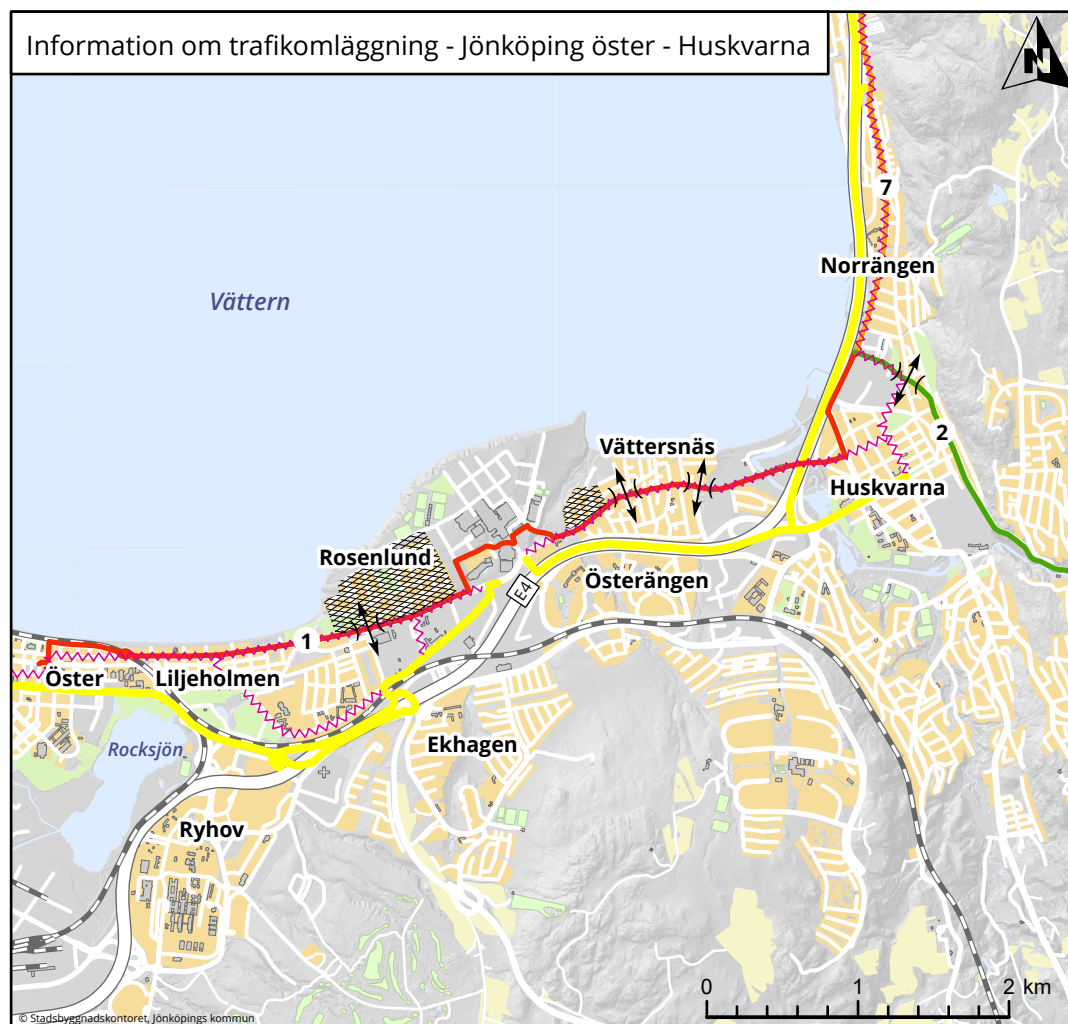 Information om trafikomläggning - Jönköping öster - Huskvarna
N
7
Norrängen
Vättern
2
Vättersnäs
Huskvarna
Rosenlund
Österängen
E4
1
Öster
Liljeholmen
Ekhagen
Rocksjön
Ryhov
0 1 2 km
© Stadsbyggnadskontoret, Jönköpings kommun